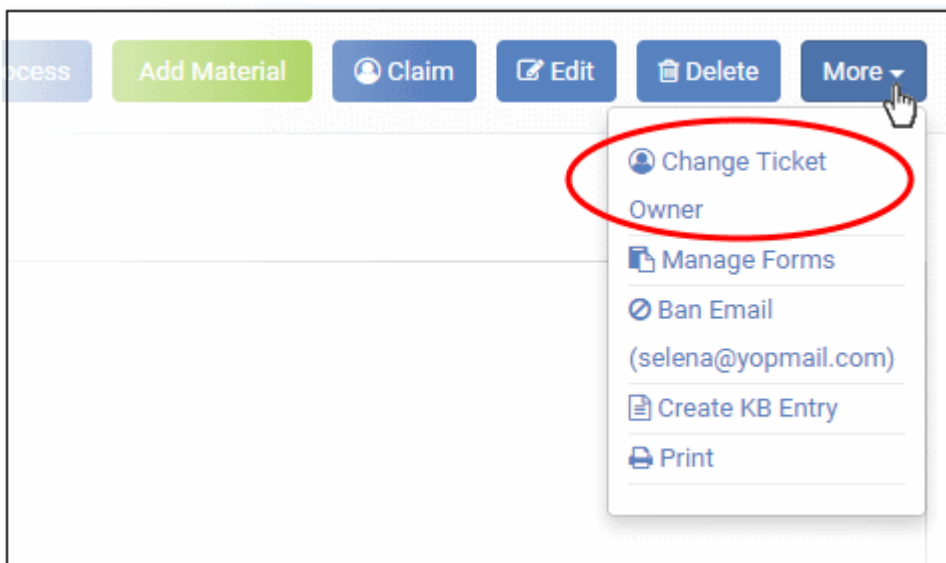 Add Material Claim Edit Delete More
Change Ticket
Owner
Manage Forms
Ban Email
(selena@yopmail.com)
Create KB Entry
Print